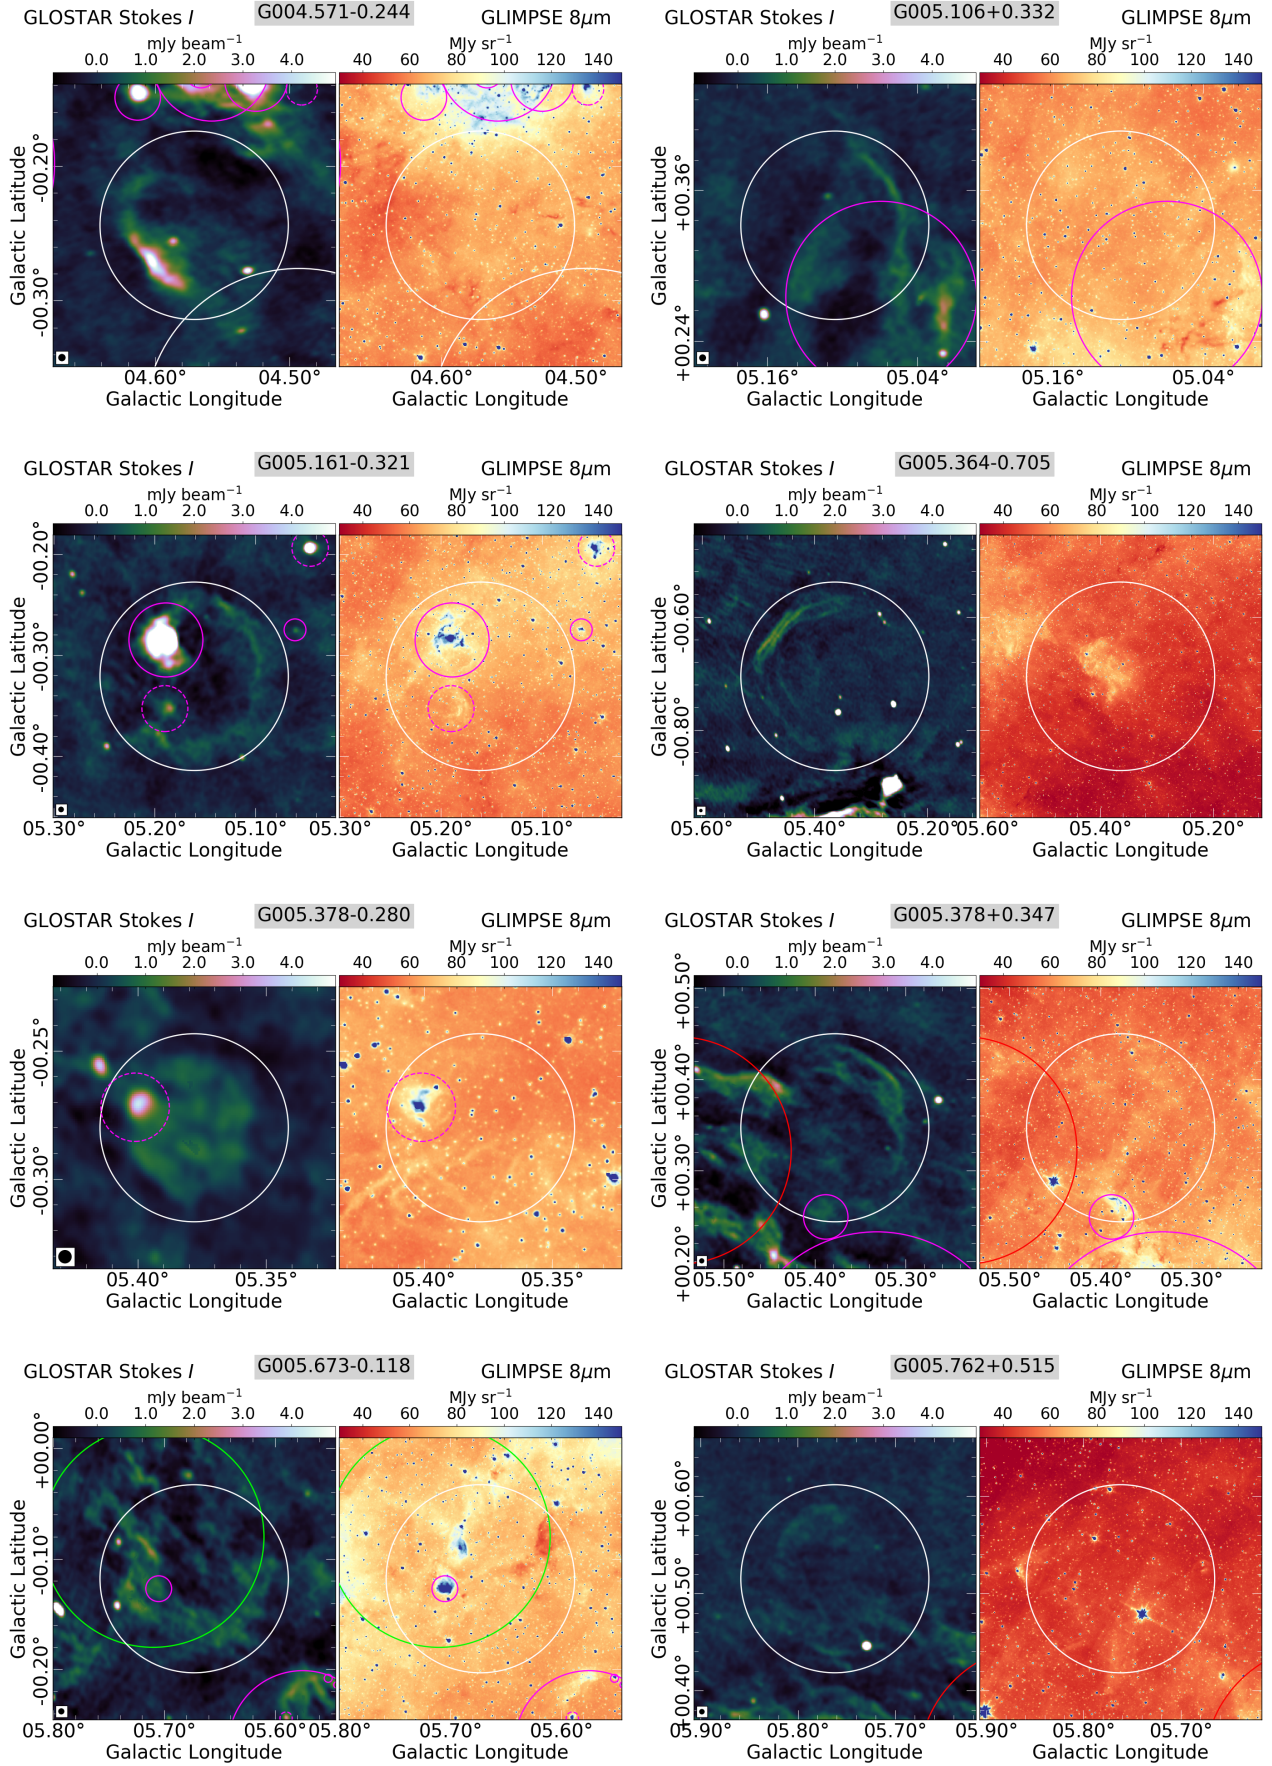 GLOSTAR Stokes I G004.571-0.244 GLIMPSE 8μm
mJy beam⁻¹ MJy sr⁻¹
0.0 1.0 2.0 3.0 4.0 40 60 80 100 120 140
Galactic Latitude
-00.20°
-00.30°
04.60° 04.50° 04.60° 04.50°
Galactic Longitude Galactic Longitude
GLOSTAR Stokes I G005.106+0.332 GLIMPSE 8μm
mJy beam⁻¹ MJy sr⁻¹
0.0 1.0 2.0 3.0 4.0 40 60 80 100 120 140
Galactic Latitude
+00.36°
+00.24°
05.16° 05.04° 05.16° 05.04°
Galactic Longitude Galactic Longitude
GLOSTAR Stokes I G005.161-0.321 GLIMPSE 8μm
mJy beam⁻¹ MJy sr⁻¹
0.0 1.0 2.0 3.0 4.0 40 60 80 100 120 140
Galactic Latitude
-00.20°
-00.30°
-00.40°
05.30° 05.20° 05.10° 05.30° 05.20° 05.10°
Galactic Longitude Galactic Longitude
GLOSTAR Stokes I G005.364-0.705 GLIMPSE 8μm
mJy beam⁻¹ MJy sr⁻¹
0.0 1.0 2.0 3.0 4.0 40 60 80 100 120 140
Galactic Latitude
-00.60°
-00.80°
05.60° 05.40° 05.20° 05.60° 05.40° 05.20°
Galactic Longitude Galactic Longitude
GLOSTAR Stokes I G005.378-0.280 GLIMPSE 8μm
mJy beam⁻¹ MJy sr⁻¹
0.0 1.0 2.0 3.0 4.0 40 60 80 100 120 140
Galactic Latitude
-00.25°
-00.30°
05.40° 05.35° 05.40° 05.35°
Galactic Longitude Galactic Longitude
GLOSTAR Stokes I G005.378+0.347 GLIMPSE 8μm
mJy beam⁻¹ MJy sr⁻¹
0.0 1.0 2.0 3.0 4.0 40 60 80 100 120 140
Galactic Latitude
+00.50°
+00.40°
+00.30°
+00.20°
05.50° 05.40° 05.30° 05.50° 05.40° 05.30°
Galactic Longitude Galactic Longitude
GLOSTAR Stokes I G005.673-0.118 GLIMPSE 8μm
mJy beam⁻¹ MJy sr⁻¹
0.0 1.0 2.0 3.0 4.0 40 60 80 100 120 140
Galactic Latitude
+00.00°
-00.10°
-00.20°
05.80° 05.70° 05.60° 05.80° 05.70° 05.60°
Galactic Longitude Galactic Longitude
GLOSTAR Stokes I G005.762+0.515 GLIMPSE 8μm
mJy beam⁻¹ MJy sr⁻¹
0.0 1.0 2.0 3.0 4.0 40 60 80 100 120 140
Galactic Latitude
+00.60°
+00.50°
+00.40°
05.90° 05.80° 05.70° 05.90° 05.80° 05.70°
Galactic Longitude Galactic Longitude